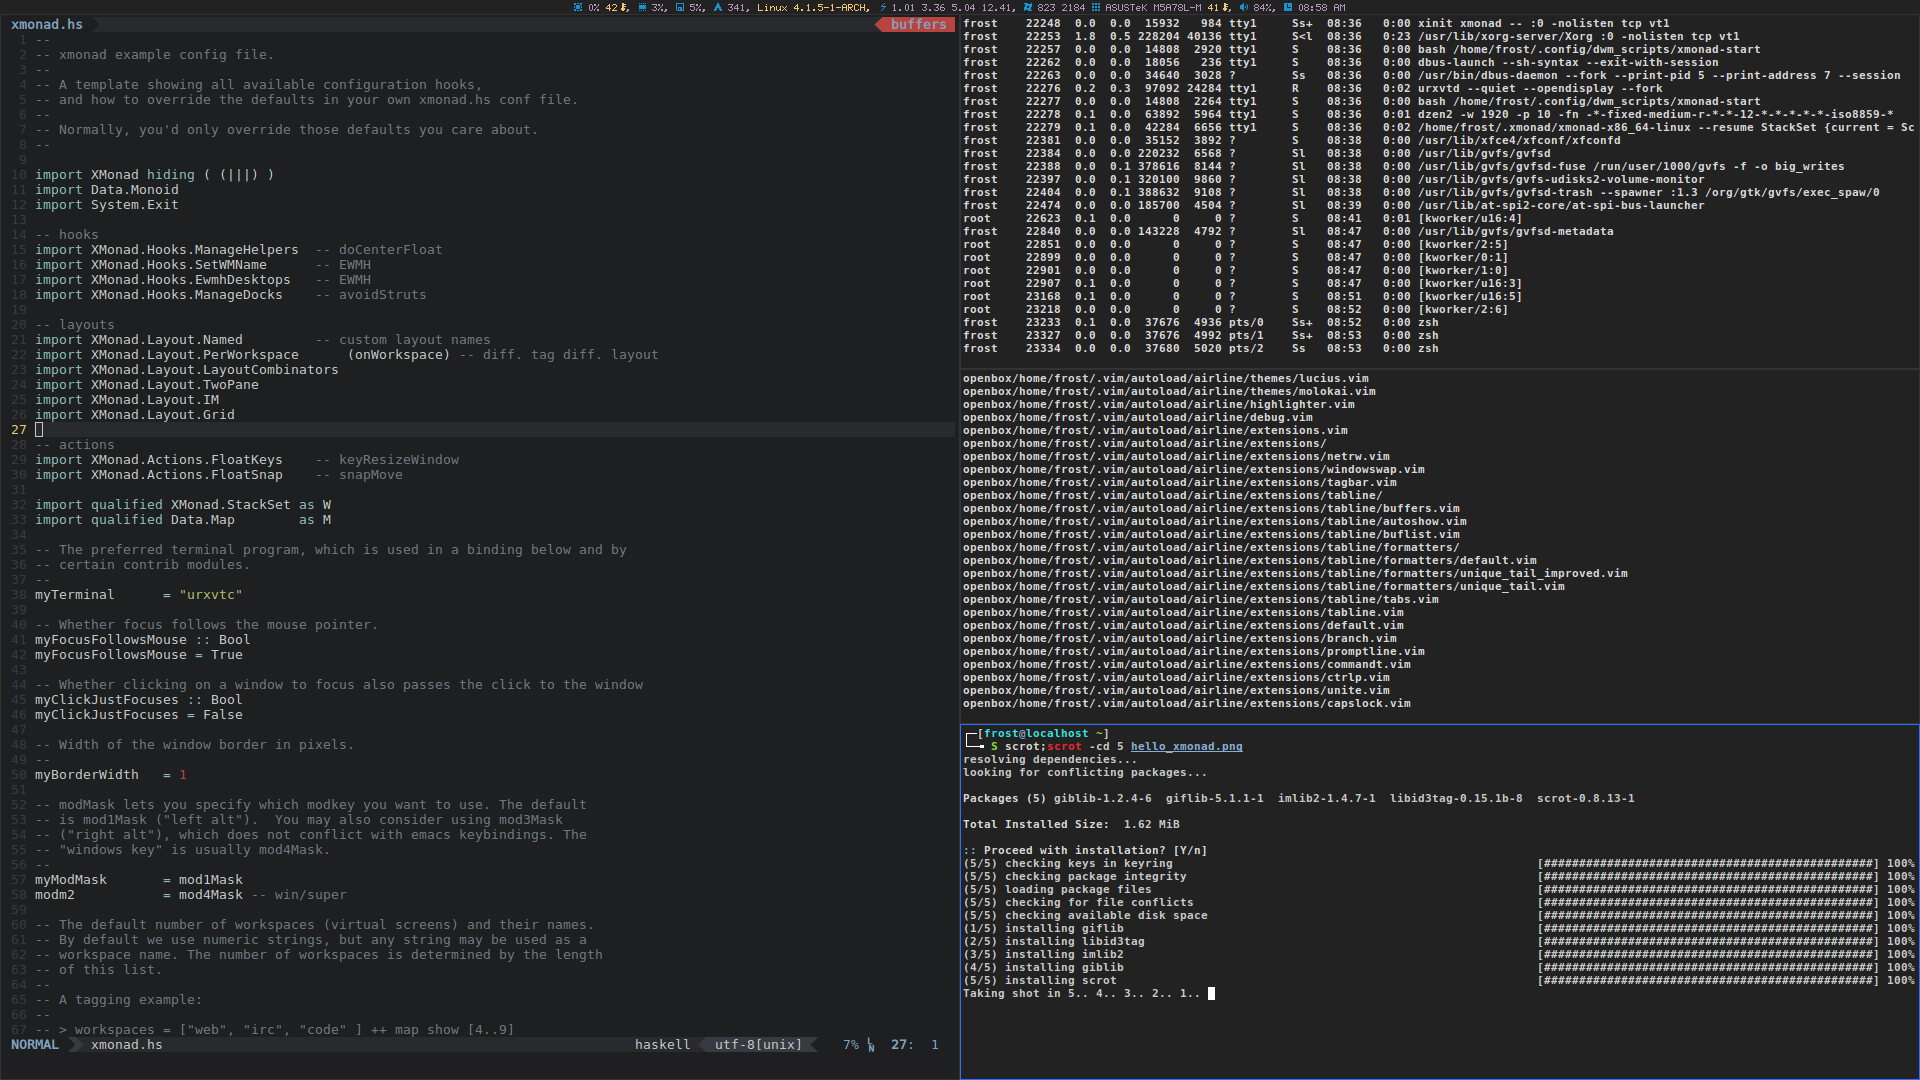 0% 42, 3%, 5%, 341, Linux 4.1.5-1-ARCH, 1.01 3.36 5.04 12.41, 823 2184 ASUSTeK M5A78L-M 41, 84%, 08:58 AM
xmonad.hs buffers
1 --
2 -- xmonad example config file.
3 --
4 -- A template showing all available configuration hooks,
5 -- and how to override the defaults in your own xmonad.hs conf file.
6 --
7 -- Normally, you'd only override those defaults you care about.
8 --
9
10 import XMonad hiding ( (|||) )
11 import Data.Monoid
12 import System.Exit
13
14 -- hooks
15 import XMonad.Hooks.ManageHelpers  -- doCenterFloat
16 import XMonad.Hooks.SetWMName      -- EWMH
17 import XMonad.Hooks.EwmhDesktops   -- EWMH
18 import XMonad.Hooks.ManageDocks    -- avoidStruts
19
20 -- layouts
21 import XMonad.Layout.Named         -- custom layout names
22 import XMonad.Layout.PerWorkspace      (onWorkspace) -- diff. tag diff. layout
23 import XMonad.Layout.LayoutCombinators
24 import XMonad.Layout.TwoPane
25 import XMonad.Layout.IM
26 import XMonad.Layout.Grid
27
28 -- actions
29 import XMonad.Actions.FloatKeys    -- keyResizeWindow
30 import XMonad.Actions.FloatSnap    -- snapMove
31
32 import qualified XMonad.StackSet as W
33 import qualified Data.Map        as M
34
35 -- The preferred terminal program, which is used in a binding below and by
36 -- certain contrib modules.
37 --
38 myTerminal      = "urxvtc"
39
40 -- Whether focus follows the mouse pointer.
41 myFocusFollowsMouse :: Bool
42 myFocusFollowsMouse = True
43
44 -- Whether clicking on a window to focus also passes the click to the window
45 myClickJustFocuses :: Bool
46 myClickJustFocuses = False
47
48 -- Width of the window border in pixels.
49 --
50 myBorderWidth   = 1
51
52 -- modMask lets you specify which modkey you want to use. The default
53 -- is mod1Mask ("left alt").  You may also consider using mod3Mask
54 -- ("right alt"), which does not conflict with emacs keybindings. The
55 -- "windows key" is usually mod4Mask.
56 --
57 myModMask       = mod1Mask
58 modm2           = mod4Mask -- win/super
59
60 -- The default number of workspaces (virtual screens) and their names.
61 -- By default we use numeric strings, but any string may be used as a
62 -- workspace name. The number of workspaces is determined by the length
63 -- of this list.
64 --
65 -- A tagging example:
66 --
67 -- > workspaces = ["web", "irc", "code" ] ++ map show [4..9]
NORMAL xmonad.hs haskell utf-8[unix] 7% LN 27: 1
frost 22248 0.0 0.0 15932 984 tty1 Ss+ 08:36 0:00 xinit xmonad -- :0 -nolisten tcp vt1
frost 22253 1.8 0.5 228204 40136 tty1 S<l 08:36 0:23 /usr/lib/xorg-server/Xorg :0 -nolisten tcp vt1
frost 22257 0.0 0.0 14808 2920 tty1 S 08:36 0:00 bash /home/frost/.config/dwm_scripts/xmonad-start
frost 22262 0.0 0.0 18056 236 tty1 S 08:36 0:00 dbus-launch --sh-syntax --exit-with-session
frost 22263 0.0 0.0 34640 3028 ? Ss 08:36 0:00 /usr/bin/dbus-daemon --fork --print-pid 5 --print-address 7 --session
frost 22276 0.2 0.3 97092 24284 tty1 R 08:36 0:02 urxvtd --quiet --opendisplay --fork
frost 22277 0.0 0.0 14808 2264 tty1 S 08:36 0:00 bash /home/frost/.config/dwm_scripts/xmonad-start
frost 22278 0.1 0.0 63892 5964 tty1 S 08:36 0:01 dzen2 -w 1920 -p 10 -fn -*-fixed-medium-r-*-*-12-*-*-*-*-*-iso8859-*
frost 22279 0.1 0.0 42284 6656 tty1 S 08:36 0:02 /home/frost/.xmonad/xmonad-x86_64-linux --resume StackSet {current = Sc
frost 22381 0.0 0.0 35152 3892 ? S 08:38 0:00 /usr/lib/xfce4/xfconf/xfconfd
frost 22384 0.0 0.0 220232 6568 ? Sl 08:38 0:00 /usr/lib/gvfs/gvfsd
frost 22388 0.0 0.1 378616 8144 ? Sl 08:38 0:00 /usr/lib/gvfs/gvfsd-fuse /run/user/1000/gvfs -f -o big_writes
frost 22397 0.0 0.1 320100 9860 ? Sl 08:38 0:00 /usr/lib/gvfs/gvfs-udisks2-volume-monitor
frost 22404 0.0 0.1 388632 9108 ? Sl 08:38 0:00 /usr/lib/gvfs/gvfsd-trash --spawner :1.3 /org/gtk/gvfs/exec_spaw/0
frost 22474 0.0 0.0 185700 4504 ? Sl 08:39 0:00 /usr/lib/at-spi2-core/at-spi-bus-launcher
root 22623 0.1 0.0 0 0 ? S 08:41 0:01 [kworker/u16:4]
frost 22840 0.0 0.0 143228 4792 ? Sl 08:47 0:00 /usr/lib/gvfs/gvfsd-metadata
root 22851 0.0 0.0 0 0 ? S 08:47 0:00 [kworker/2:5]
root 22899 0.0 0.0 0 0 ? S 08:47 0:00 [kworker/0:1]
root 22901 0.0 0.0 0 0 ? S 08:47 0:00 [kworker/1:0]
root 22907 0.1 0.0 0 0 ? S 08:47 0:00 [kworker/u16:3]
root 23168 0.1 0.0 0 0 ? S 08:51 0:00 [kworker/u16:5]
root 23218 0.0 0.0 0 0 ? S 08:52 0:00 [kworker/2:6]
frost 23233 0.1 0.0 37676 4936 pts/0 Ss+ 08:52 0:00 zsh
frost 23327 0.0 0.0 37676 4992 pts/1 Ss+ 08:53 0:00 zsh
frost 23334 0.0 0.0 37680 5020 pts/2 Ss 08:53 0:00 zsh
openbox/home/frost/.vim/autoload/airline/themes/lucius.vim
openbox/home/frost/.vim/autoload/airline/themes/molokai.vim
openbox/home/frost/.vim/autoload/airline/highlighter.vim
openbox/home/frost/.vim/autoload/airline/debug.vim
openbox/home/frost/.vim/autoload/airline/extensions.vim
openbox/home/frost/.vim/autoload/airline/extensions/
openbox/home/frost/.vim/autoload/airline/extensions/netrw.vim
openbox/home/frost/.vim/autoload/airline/extensions/windowswap.vim
openbox/home/frost/.vim/autoload/airline/extensions/tagbar.vim
openbox/home/frost/.vim/autoload/airline/extensions/tabline/
openbox/home/frost/.vim/autoload/airline/extensions/tabline/buffers.vim
openbox/home/frost/.vim/autoload/airline/extensions/tabline/autoshow.vim
openbox/home/frost/.vim/autoload/airline/extensions/tabline/buflist.vim
openbox/home/frost/.vim/autoload/airline/extensions/tabline/formatters/
openbox/home/frost/.vim/autoload/airline/extensions/tabline/formatters/default.vim
openbox/home/frost/.vim/autoload/airline/extensions/tabline/formatters/unique_tail_improved.vim
openbox/home/frost/.vim/autoload/airline/extensions/tabline/formatters/unique_tail.vim
openbox/home/frost/.vim/autoload/airline/extensions/tabline/tabs.vim
openbox/home/frost/.vim/autoload/airline/extensions/tabline.vim
openbox/home/frost/.vim/autoload/airline/extensions/default.vim
openbox/home/frost/.vim/autoload/airline/extensions/branch.vim
openbox/home/frost/.vim/autoload/airline/extensions/promptline.vim
openbox/home/frost/.vim/autoload/airline/extensions/commandt.vim
openbox/home/frost/.vim/autoload/airline/extensions/ctrlp.vim
openbox/home/frost/.vim/autoload/airline/extensions/unite.vim
openbox/home/frost/.vim/autoload/airline/extensions/capslock.vim
[frost@localhost ~]
S scrot;scrot -cd 5 hello_xmonad.png
resolving dependencies...
looking for conflicting packages...
Packages (5) giblib-1.2.4-6  giflib-5.1.1-1  imlib2-1.4.7-1  libid3tag-0.15.1b-8  scrot-0.8.13-1
Total Installed Size:  1.62 MiB
:: Proceed with installation? [Y/n]
(5/5) checking keys in keyring [###############################################] 100%
(5/5) checking package integrity [###############################################] 100%
(5/5) loading package files [###############################################] 100%
(5/5) checking for file conflicts [###############################################] 100%
(5/5) checking available disk space [###############################################] 100%
(1/5) installing giflib [###############################################] 100%
(2/5) installing libid3tag [###############################################] 100%
(3/5) installing imlib2 [###############################################] 100%
(4/5) installing giblib [###############################################] 100%
(5/5) installing scrot [###############################################] 100%
Taking shot in 5.. 4.. 3.. 2.. 1..